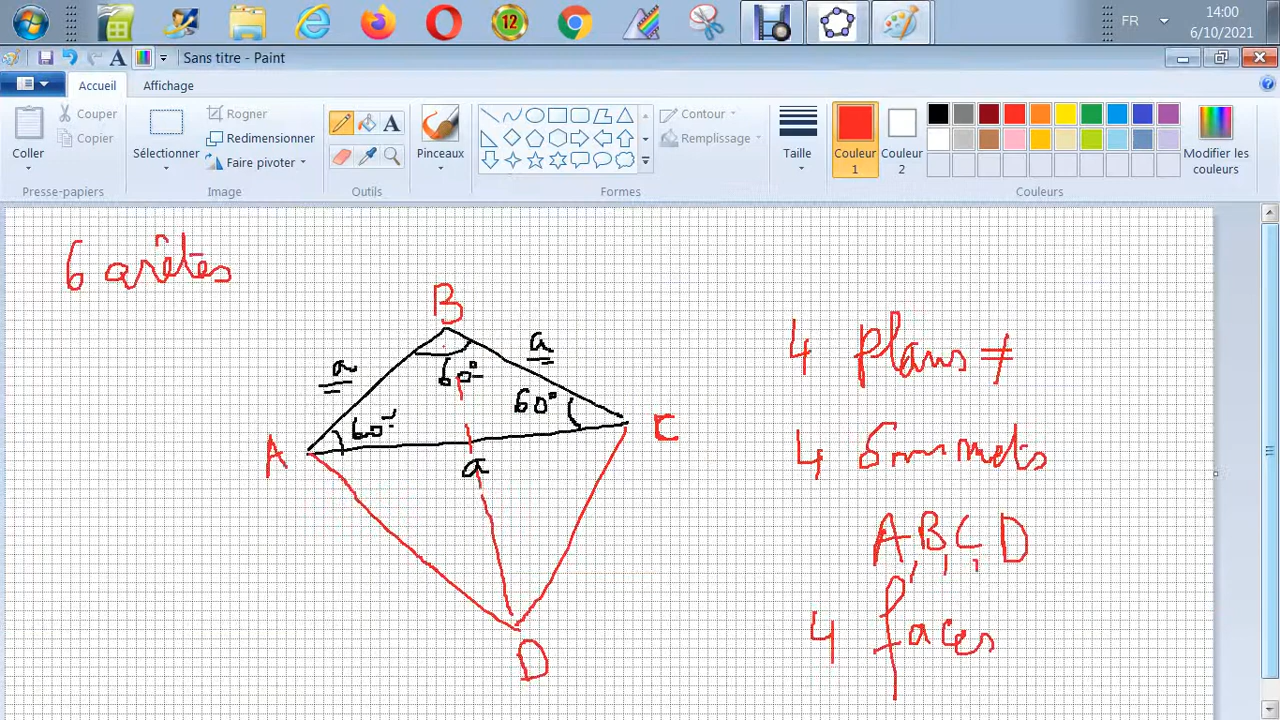 12
FR
14:00
6/10/2021
Sans titre - Paint
Accueil
Affichage
Coller
Couper
Copier
Presse-papiers
Sélectionner
Rogner
Redimensionner
Faire pivoter
Image
A
Outils
Pinceaux
Contour
Remplissage
Formes
Taille
Couleur 1
Couleur 2
Modifier les couleurs
Couleurs
6 arêtes
B
a
a
60°
60°
60°
A
C
a
D
4 Plans ≠
4 Sommets
A, B, C, D
4 faces